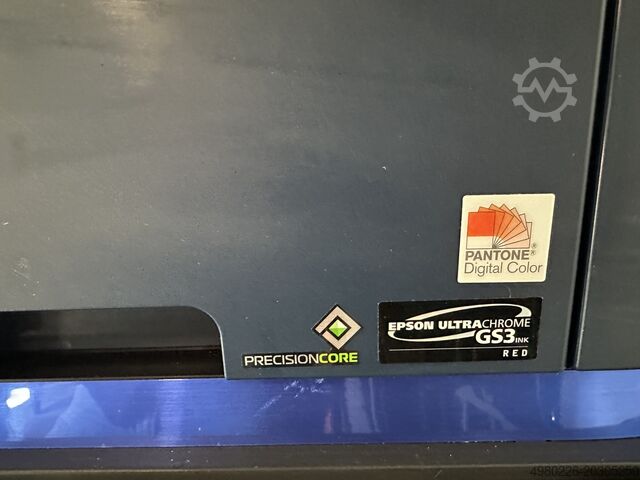 PANTONE®
Digital Color
PRECISIONCORE
EPSON ULTRACHROME
GS3 INK
RED